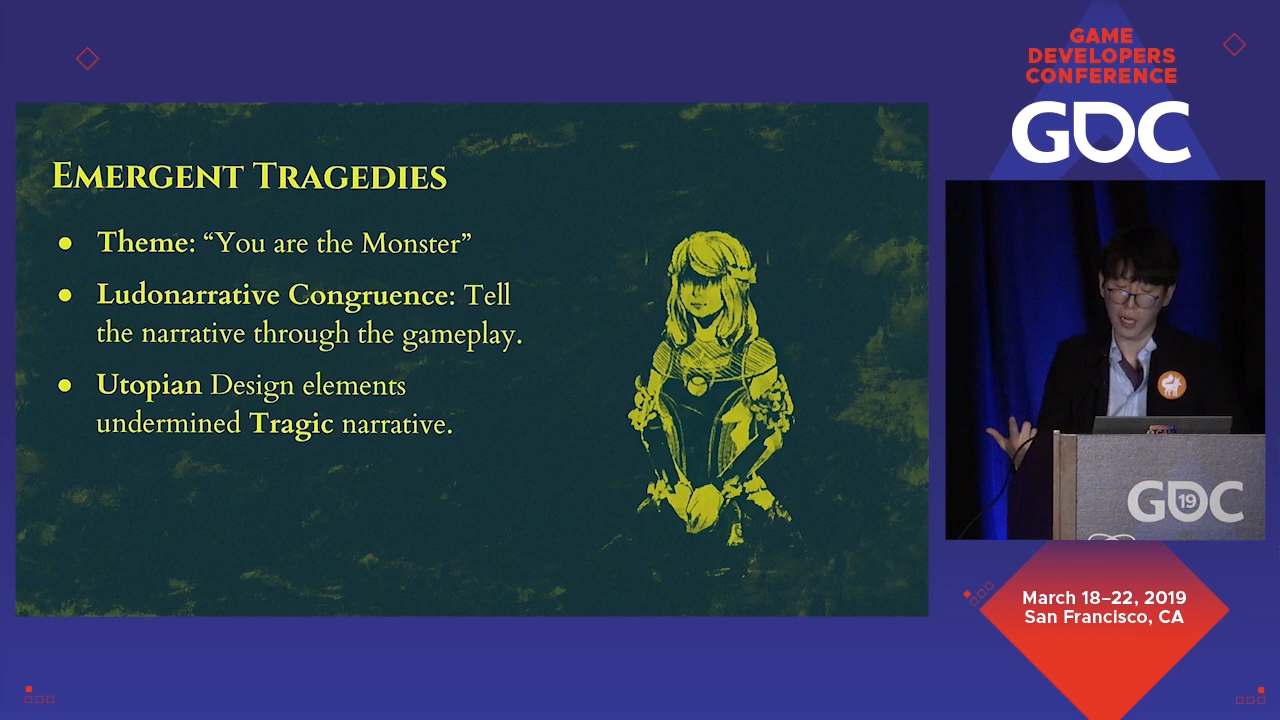 GAME
DEVELOPERS
CONFERENCE
GDC
EMERGENT TRAGEDIES
● Theme: “You are the Monster”
● Ludonarrative Congruence: Tell
the narrative through the gameplay.
● Utopian Design elements
undermined Tragic narrative.
GDC
19
March 18–22, 2019
San Francisco, CA